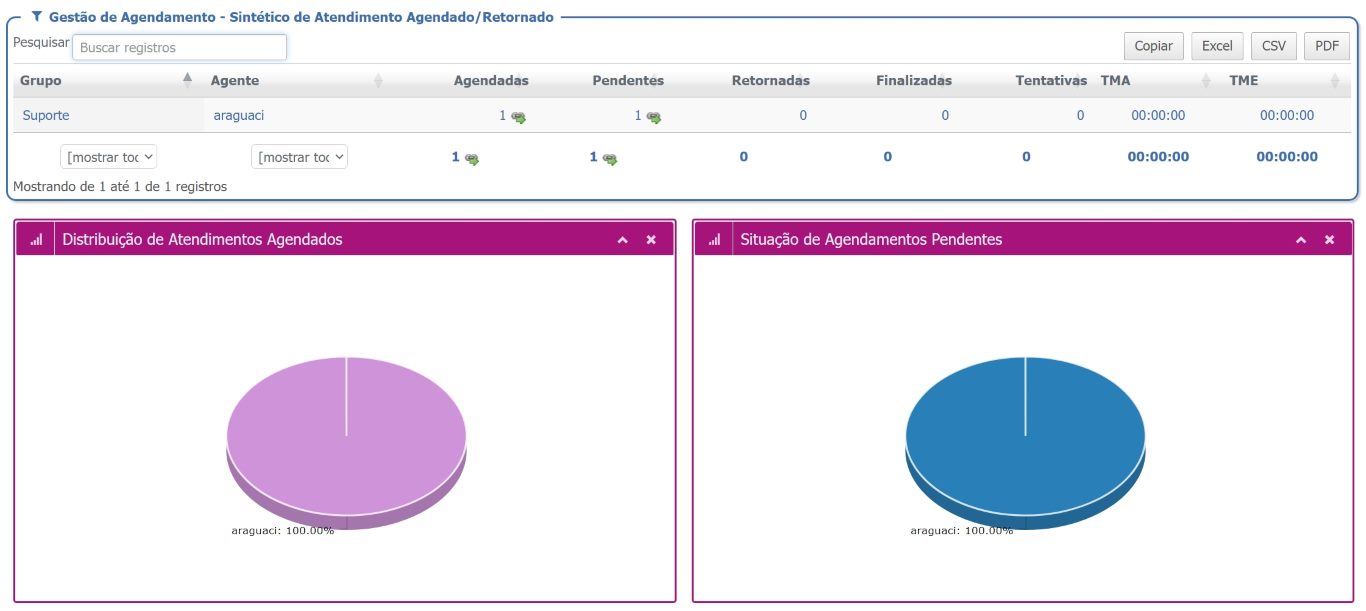 Gestão de Agendamento - Sintético de Atendimento Agendado/Retornado
Pesquisar Buscar registros Copiar Excel CSV PDF
Grupo Agente Agendadas Pendentes Retornadas Finalizadas Tentativas TMA TME
Suporte araguaci 1 1 0 0 0 00:00:00 00:00:00
[mostrar toc [mostrar toc 1 1 0 0 0 00:00:00 00:00:00
Mostrando de 1 até 1 de 1 registros
Distribuição de Atendimentos Agendados
araguaci: 100.00%
Situação de Agendamentos Pendentes
araguaci: 100.00%